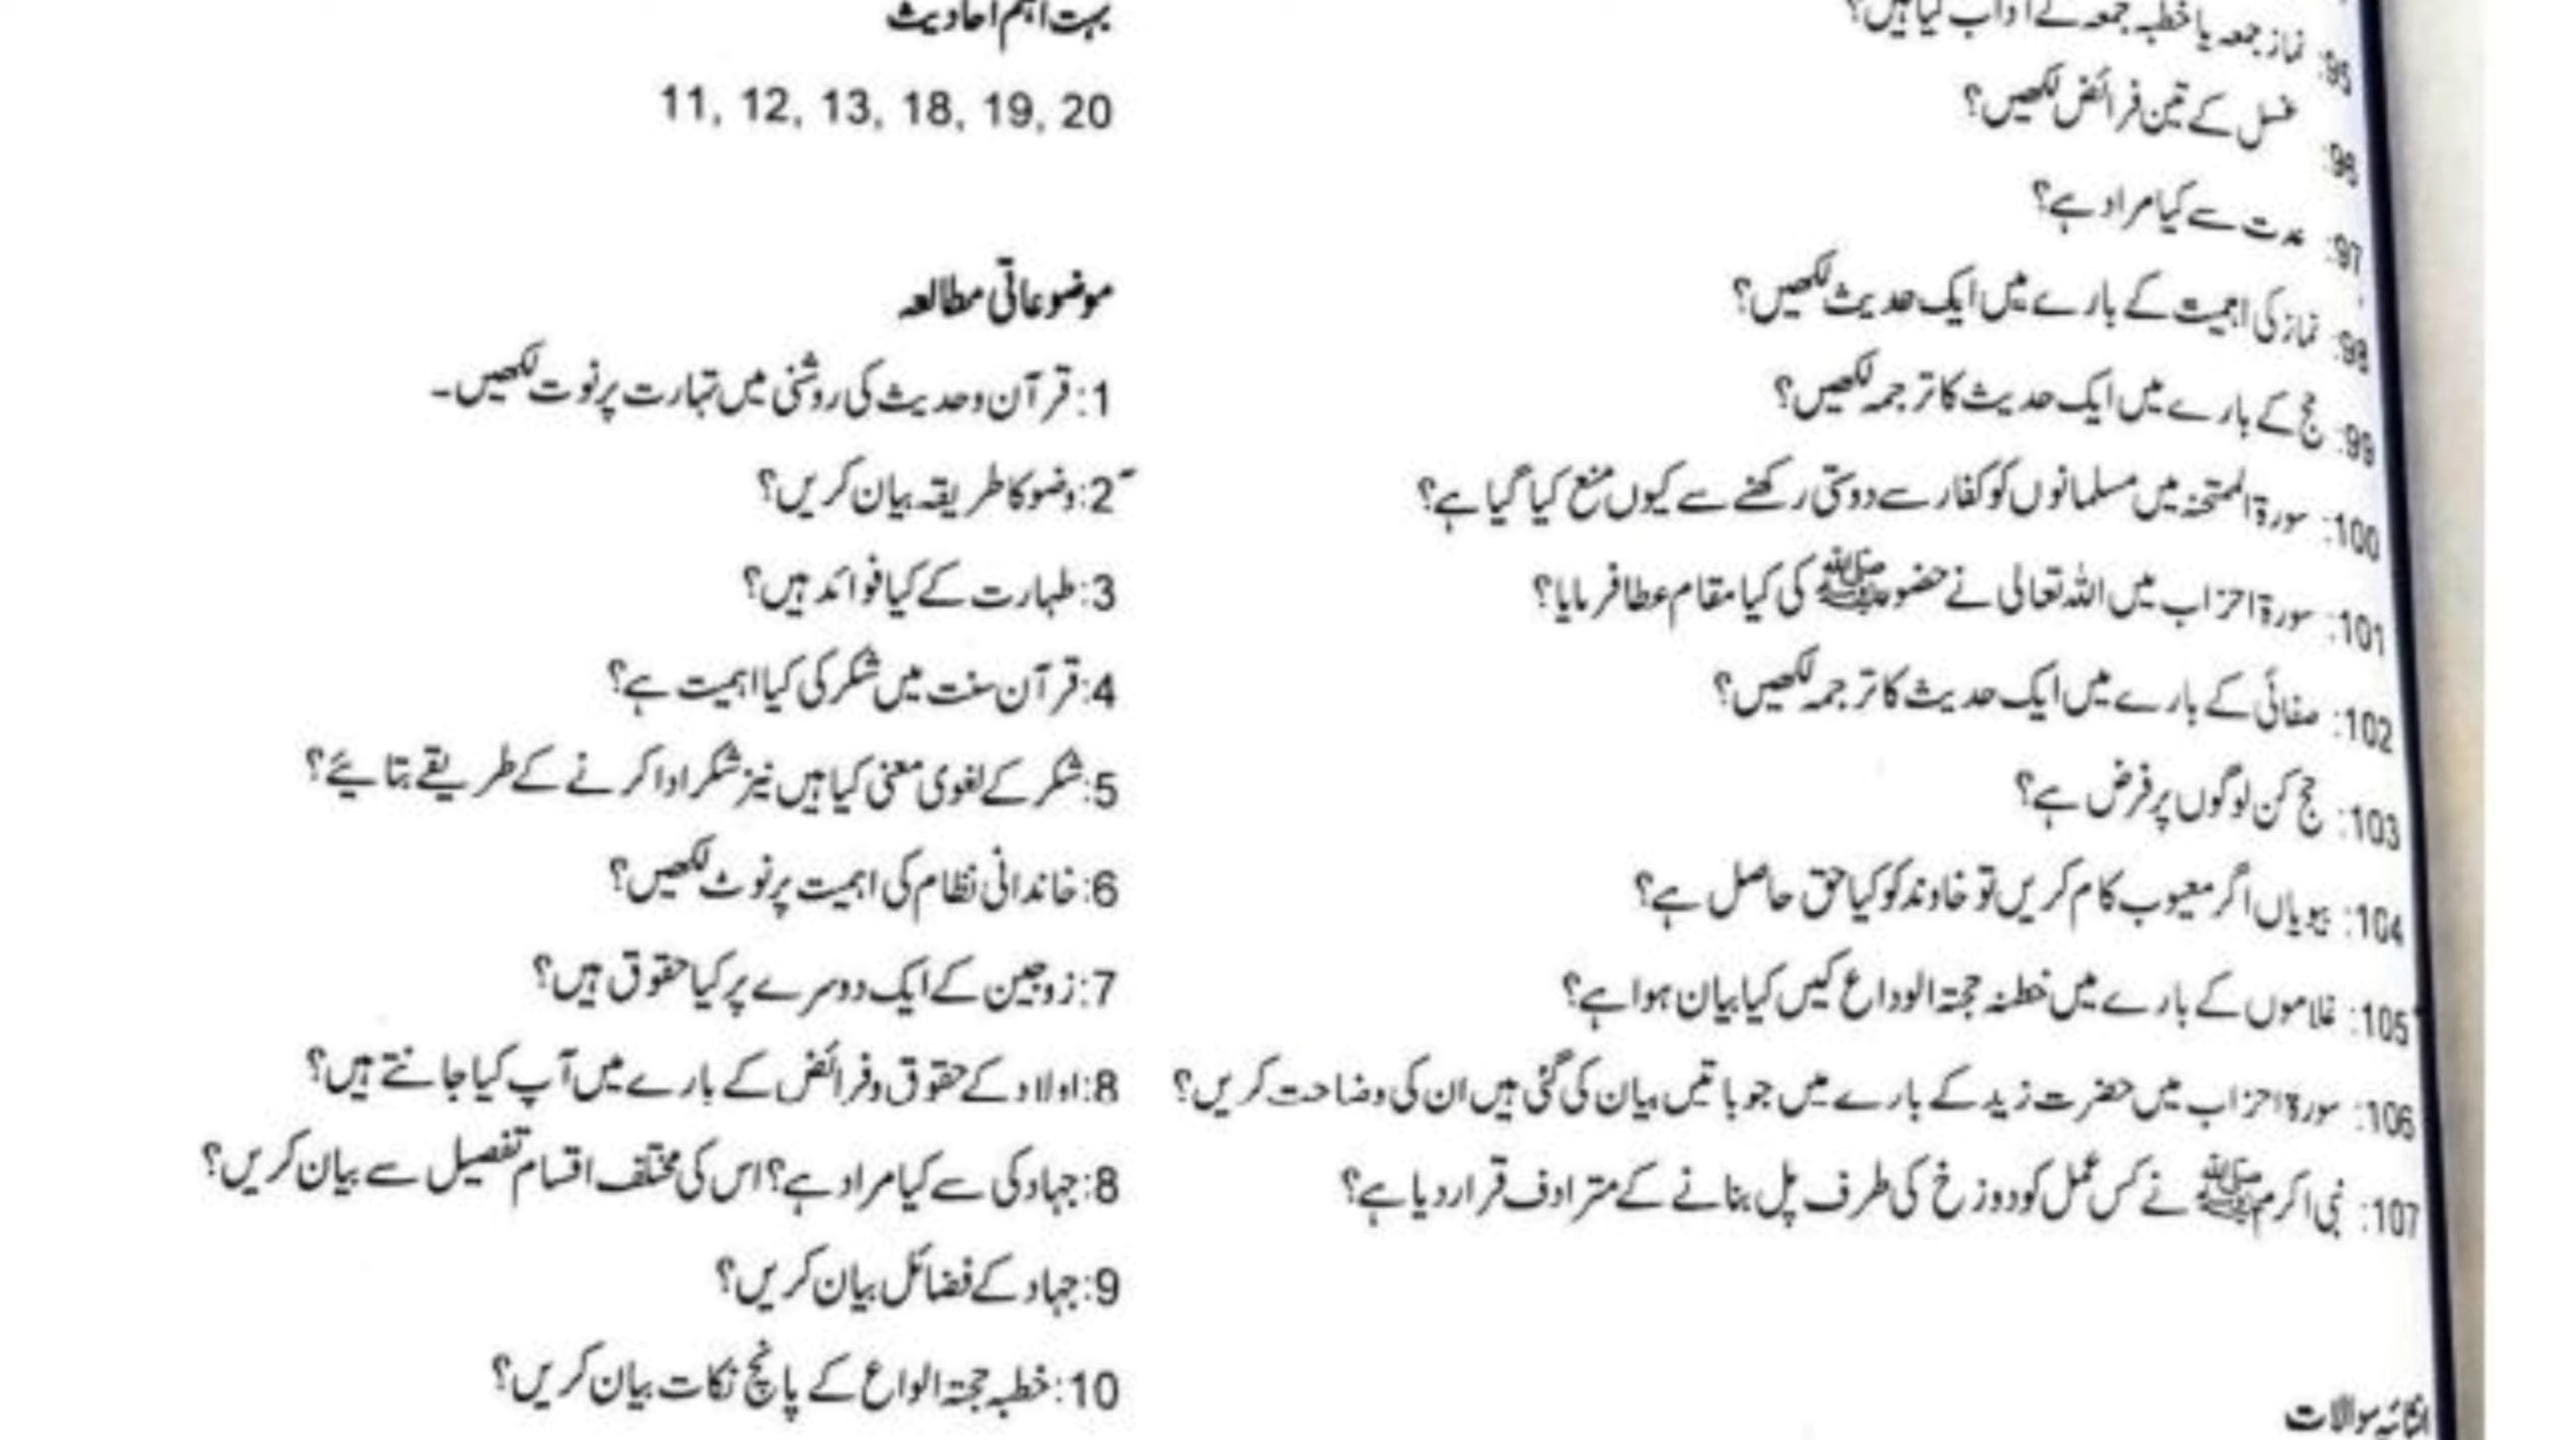 95: نماز جمعہ یا خطبہ جمعہ کے آداب کیا ہیں؟
96: غسل کے تین فرائض لکھیں؟
97: عدت سے کیا مراد ہے؟
98: نماز کی اہمیت کے بارے میں ایک حدیث لکھیں؟
99: حج کے بارے میں ایک حدیث کا ترجمہ لکھیں؟
100: سورۃ الممتحنہ میں مسلمانوں کو کفار سے دوستی رکھنے سے کیوں منع کیا گیا ہے؟
101: سورۃ احزاب میں اللہ تعالی نے حضور ﷺ کی کیا مقام عطا فرمایا؟
102: صفائی کے بارے میں ایک حدیث کا ترجمہ لکھیں؟
103: حج کن لوگوں پر فرض ہے؟
104: بیویاں اگر معیوب کام کریں تو خاوند کو کیا حق حاصل ہے؟
105: غلاموں کے بارے میں خطبہ حجتہ الوداع کیس کیا بیان ہوا ہے؟
106: سورۃ احزاب میں حضرت زید کے بارے میں جو باتیں بیان کی گئی ہیں ان کی وضاحت کریں؟
107: نبی اکرم ﷺ نے کس عمل کو دوزخ کی طرف پل بنانے کے مترادف قرار دیا ہے؟
انشائیہ سوالات
بہت اہم احادیث
11, 12, 13, 18, 19, 20
موضوعاتی مطالعہ
1: قرآن و حدیث کی روشنی میں تہارت پر نوت لکھیں۔
2: وضو کا طریقہ بیان کریں؟
3: طہارت کے کیا فوائد ہیں؟
4: قرآن سنت میں شکر کی کیا اہمیت ہے؟
5: شکر کے لغوی معنی کیا ہیں نیز شکر ادا کرنے کے طریقے بتائیے؟
6: خاندانی نظام کی اہمیت پر نوٹ لکھیں؟
7: زوجین کے ایک دوسرے پر کیا حقوق ہیں؟
8: اولاد کے حقوق و فرائض کے بارے میں آپ کیا جانتے ہیں؟
8: جہاد کی سے کیا مراد ہے؟ اس کی مختلف اقسام تفصیل سے بیان کریں؟
9: جہاد کے فضائل بیان کریں؟
10: خطبہ حجتہ الواع کے پانچ نکات بیان کریں؟